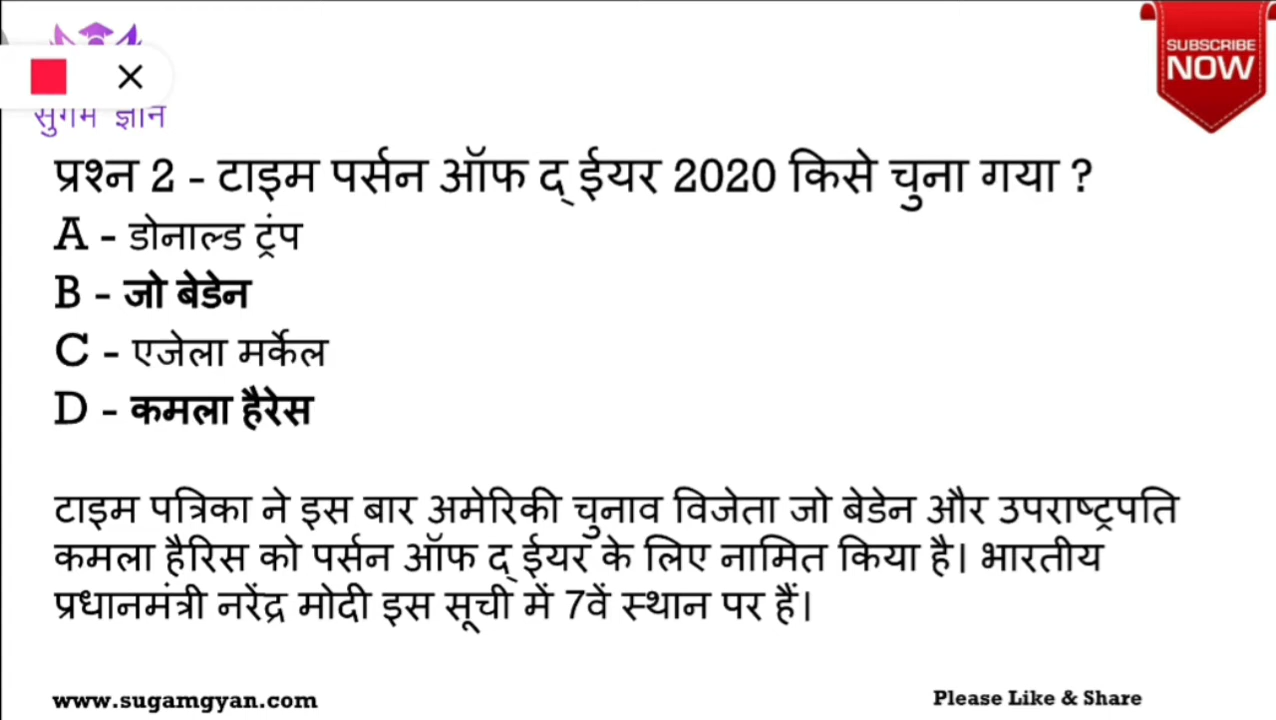 SUBSCRIBE
NOW
सुगम ज्ञान
प्रश्न 2 - टाइम पर्सन ऑफ द् ईयर 2020 किसे चुना गया ?
A - डोनाल्ड ट्रंप
B - जो बेडेन
C - एजेला मर्केल
D - कमला हैरेस
टाइम पत्रिका ने इस बार अमेरिकी चुनाव विजेता जो बेडेन और उपराष्ट्रपति
कमला हैरिस को पर्सन ऑफ द् ईयर के लिए नामित किया है। भारतीय
प्रधानमंत्री नरेंद्र मोदी इस सूची में 7वें स्थान पर हैं।
www.sugamgyan.com
Please Like & Share